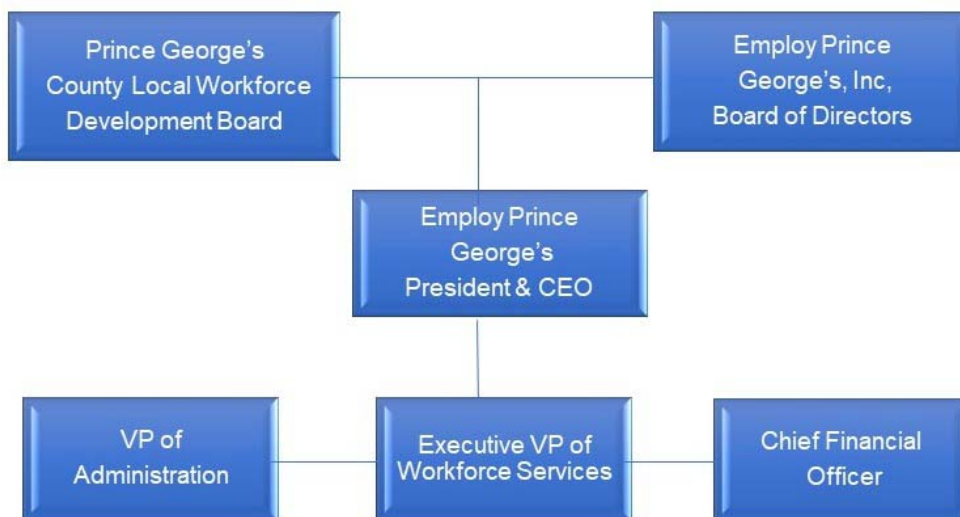 Prince George’s
County Local Workforce
Development Board
Employ Prince
George’s, Inc,
Board of Directors
Employ Prince
George’s
President & CEO
VP of
Administration
Executive VP of
Workforce Services
Chief Financial
Officer